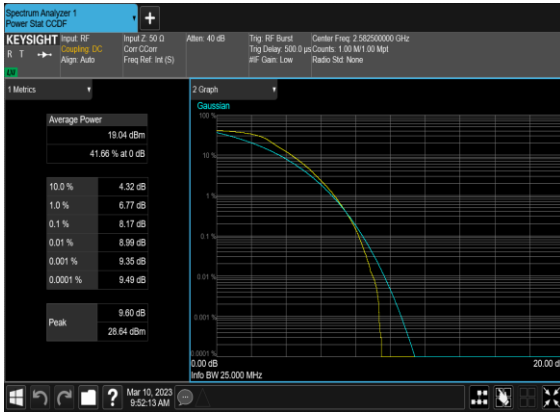 Spectrum Analyzer 1
Power Stat CCDF
KEYSIGHT
R T
LVI
Input: RF
Coupling: DC
Align: Auto
Input Z: 50 Ω
Corr CCorr
Freq Ref: Int (S)
Atten: 40 dB
Trig: RF Burst
Trig Delay: 500.0 µs
#IF Gain: Low
Center Freq: 2.582500000 GHz
Counts: 1.00 M/1.00 Mpt
Radio Std: None
1 Metrics
Average Power
19.04 dBm
41.66 % at 0 dB
10.0 % 4.32 dB
1.0 % 6.77 dB
0.1 % 8.17 dB
0.01 % 8.99 dB
0.001 % 9.35 dB
0.0001 % 9.49 dB
Peak
9.60 dB
28.64 dBm
2 Graph
Gaussian
100 %
10 %
1 %
0.1 %
0.01 %
0.001 %
0.0001 %
0.00 dB
20.00 d
Info BW 25.000 MHz
Mar 10, 2023
9:52:13 AM